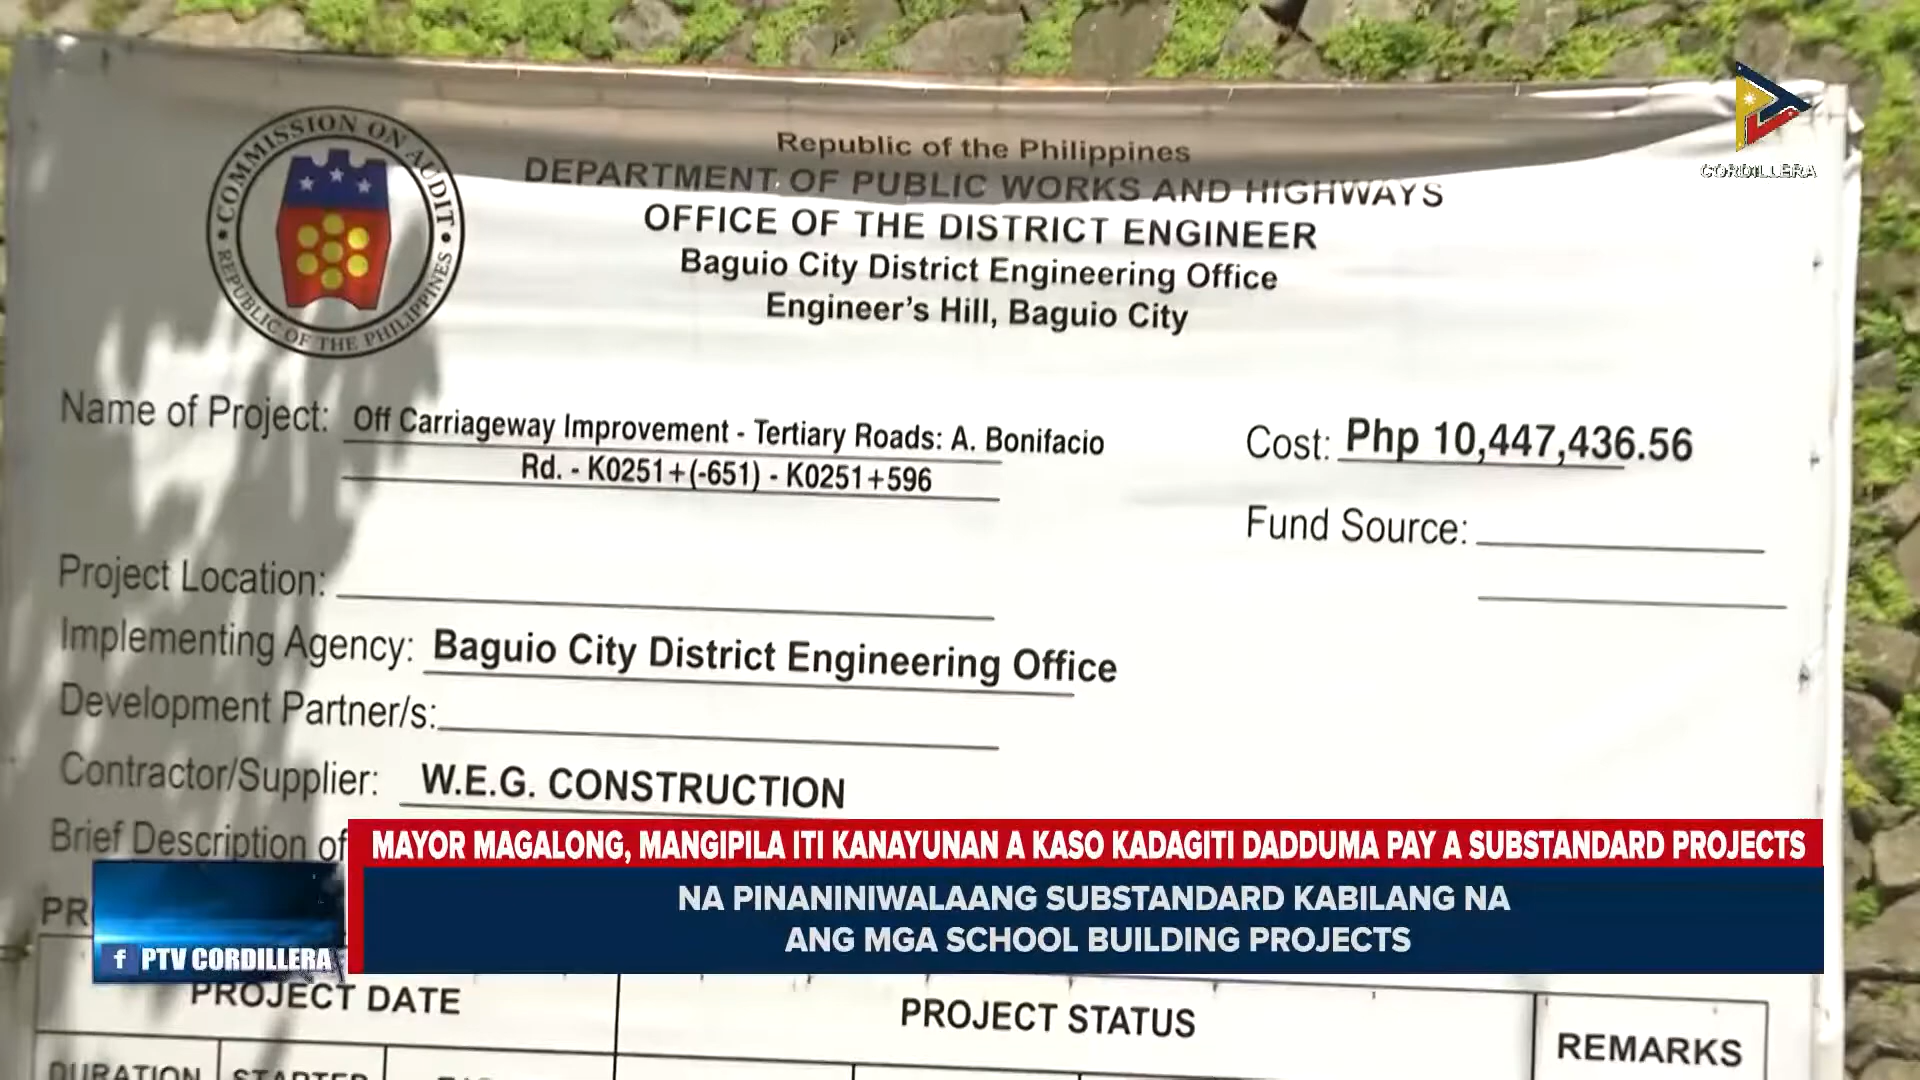 CORDILLERA
COMMISSION ON AUDIT
REPUBLIC OF THE PHILIPPINES
Republic of the Philippines
DEPARTMENT OF PUBLIC WORKS AND HIGHWAYS
OFFICE OF THE DISTRICT ENGINEER
Baguio City District Engineering Office
Engineer's Hill, Baguio City
Name of Project: Off Carriageway Improvement - Tertiary Roads: A. Bonifacio
Rd. - K0251+(-651) - K0251+596
Cost: Php 10,447,436.56
Fund Source:
Project Location:
Implementing Agency: Baguio City District Engineering Office
Development Partner/s:
Contractor/Supplier: W.E.G. CONSTRUCTION
Brief Description of
MAYOR MAGALONG, MANGIPILA ITI KANAYUNAN A KASO KADAGITI DADDUMA PAY A SUBSTANDARD PROJECTS
NA PINANINIWALAANG SUBSTANDARD KABILANG NA
ANG MGA SCHOOL BUILDING PROJECTS
f PTV CORDILLERA
PROJECT DATE
PROJECT STATUS
REMARKS
DURATION
STARTED